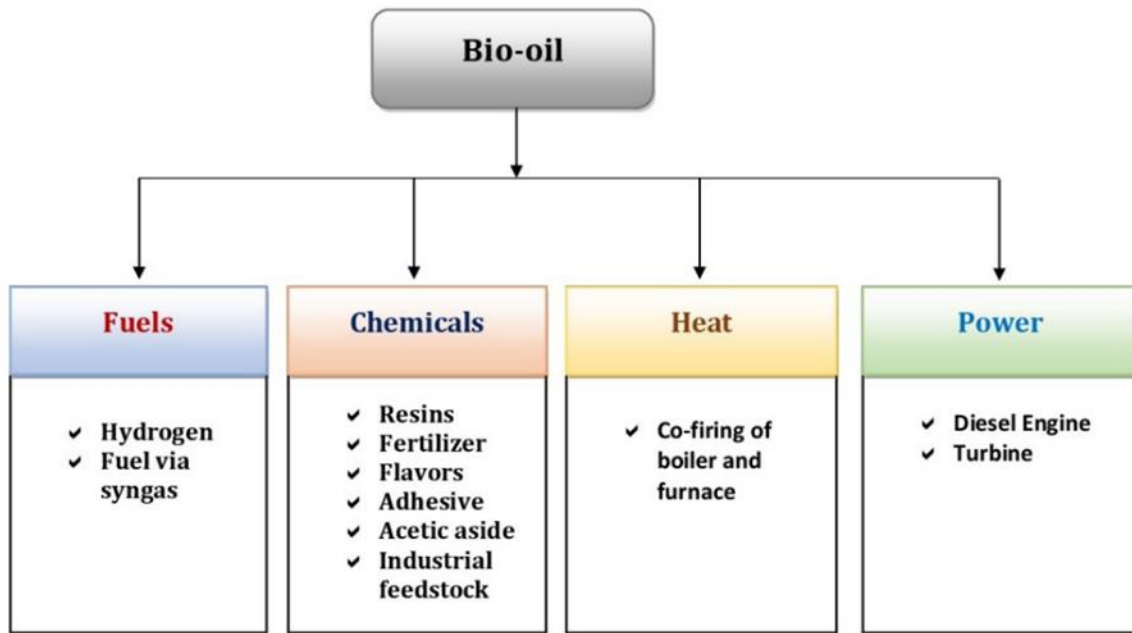 Bio-oil
Fuels
Hydrogen
Fuel via
syngas
Chemicals
Resins
Fertilizer
Flavors
Adhesive
Acetic aside
Industrial
feedstock
Heat
Co-firing of
boiler and
furnace
Power
Diesel Engine
Turbine